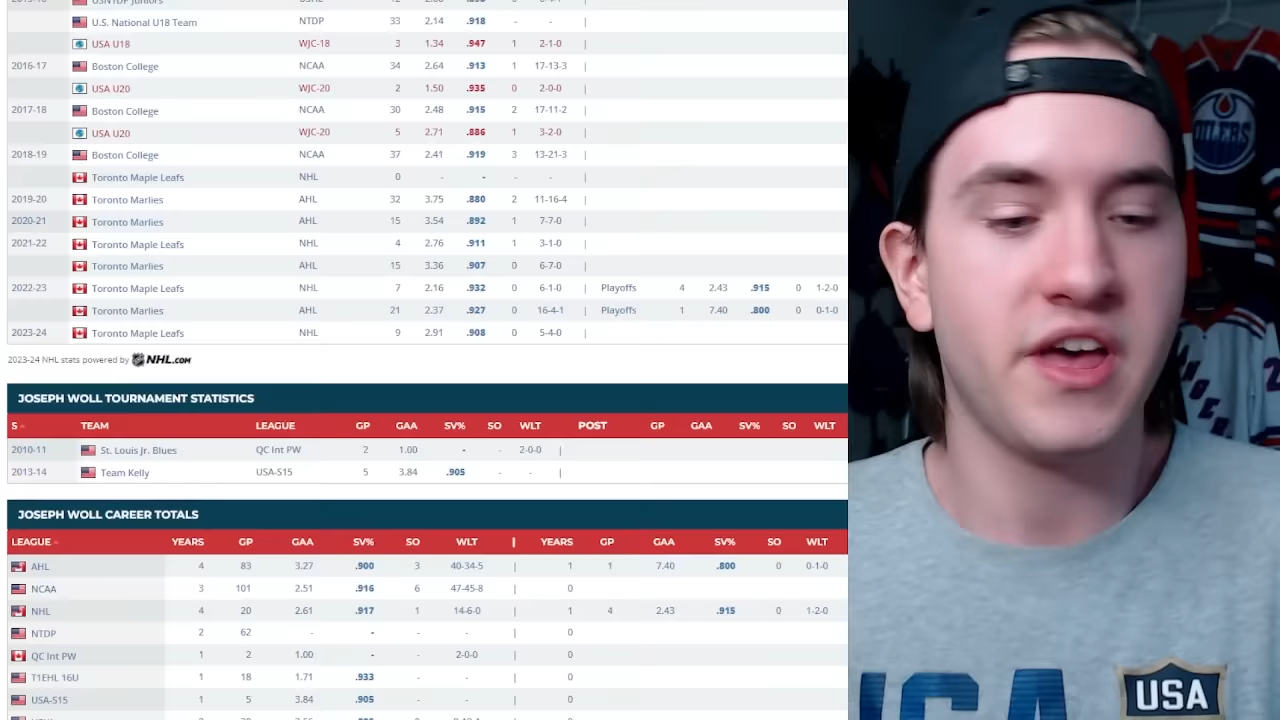 U.S. National U18 Team NTDP 33 2.14 .918 - - |
USA U18 WJC-18 3 1.34 .947 1 2-1-0 |
2016-17 Boston College NCAA 34 2.64 .913 1 17-13-3 |
USA U20 WJC-20 2 1.50 .935 0 2-0-0 |
2017-18 Boston College NCAA 30 2.48 .915 2 17-11-2 |
USA U20 WJC-20 5 2.71 .886 1 3-2-0 |
2018-19 Boston College NCAA 37 2.41 .919 3 13-21-3 |
Toronto Maple Leafs NHL 0 - - - - |
2019-20 Toronto Marlies AHL 32 3.75 .880 2 11-16-4 |
2020-21 Toronto Marlies AHL 15 3.54 .892 1 7-7-0 |
2021-22 Toronto Maple Leafs NHL 4 2.76 .911 1 3-1-0 |
Toronto Marlies AHL 15 3.36 .907 0 6-7-0 |
2022-23 Toronto Maple Leafs NHL 7 2.16 .932 0 6-1-0 | Playoffs 4 2.43 .915 0 1-2-0
Toronto Marlies AHL 21 2.37 .927 0 16-4-1 | Playoffs 1 7.40 .800 0 0-1-0
2023-24 Toronto Maple Leafs NHL 9 2.91 .908 0 5-4-0 |
2023-24 NHL stats powered by NHL.COM
JOSEPH WOLL TOURNAMENT STATISTICS
S TEAM LEAGUE GP GAA SV% SO WLT POST GP GAA SV% SO WLT
2010-11 St. Louis Jr. Blues QC Int PW 2 1.00 - - 2-0-0 |
2013-14 Team Kelly USA-S15 5 3.84 .905 - - |
JOSEPH WOLL CAREER TOTALS
LEAGUE YEARS GP GAA SV% SO WLT | YEARS GP GAA SV% SO WLT
AHL 4 83 3.27 .900 3 40-34-5 | 1 1 7.40 .800 0 0-1-0
NCAA 3 101 2.51 .916 6 47-45-8 | 0
NHL 4 20 2.61 .917 1 14-6-0 | 1 4 2.43 .915 0 1-2-0
NTDP 2 62 - - - - | 0
QC Int PW 1 2 1.00 - - 2-0-0 | 0
T1EHL 16U 1 18 1.71 .933 - - | 0
USA-S15 1 5 3.84 .905 - - | 0
OILERS
USA